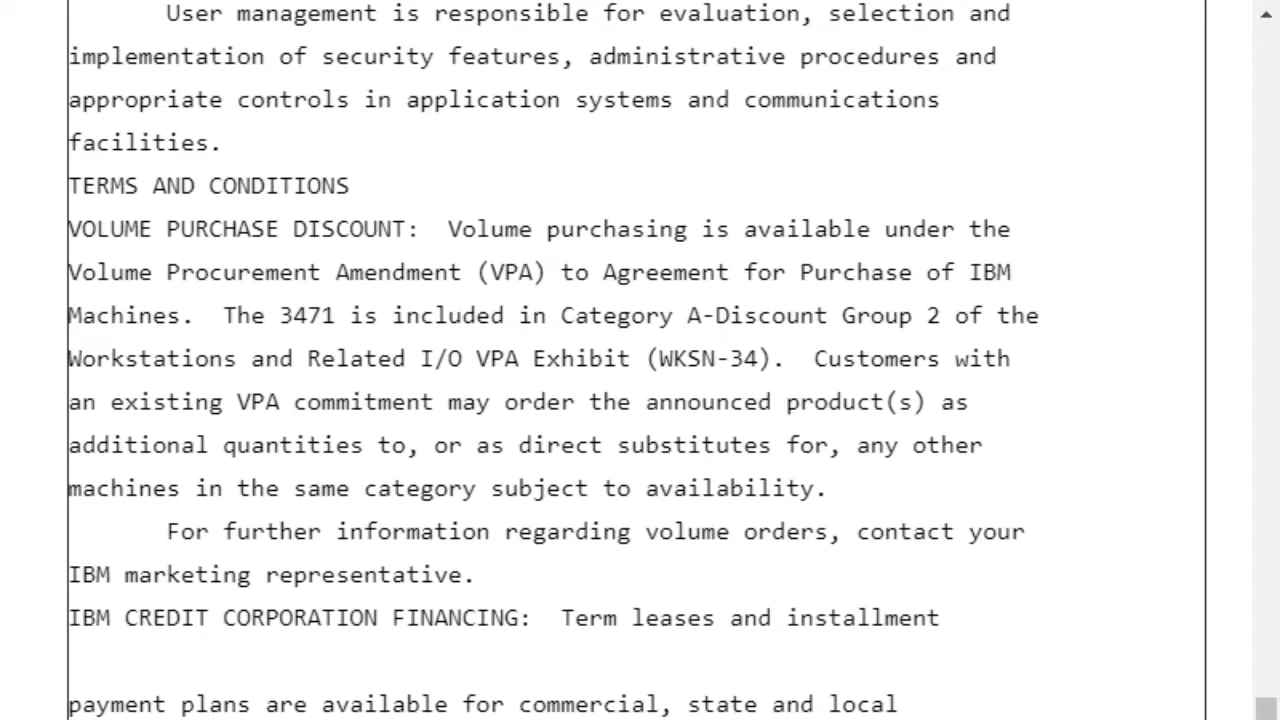 User management is responsible for evaluation, selection and
implementation of security features, administrative procedures and
appropriate controls in application systems and communications
facilities.
TERMS AND CONDITIONS
VOLUME PURCHASE DISCOUNT:  Volume purchasing is available under the
Volume Procurement Amendment (VPA) to Agreement for Purchase of IBM
Machines.  The 3471 is included in Category A-Discount Group 2 of the
Workstations and Related I/O VPA Exhibit (WKSN-34).  Customers with
an existing VPA commitment may order the announced product(s) as
additional quantities to, or as direct substitutes for, any other
machines in the same category subject to availability.
For further information regarding volume orders, contact your
IBM marketing representative.
IBM CREDIT CORPORATION FINANCING:  Term leases and installment
payment plans are available for commercial, state and local